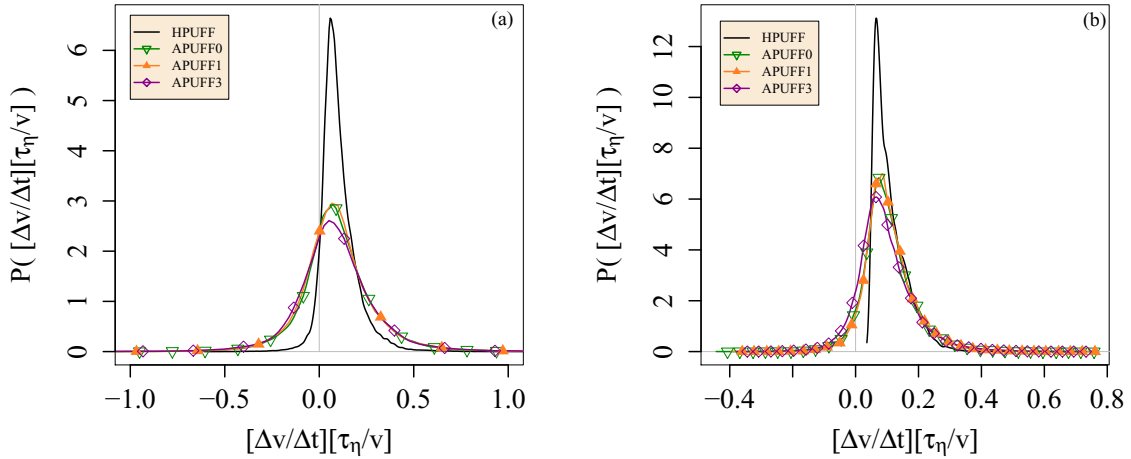 (a)
HPUFF
APUFF0
APUFF1
APUFF3
P( [Δv/Δt][τη/v] )
0 1 2 3 4 5 6
−1.0 −0.5 0.0 0.5 1.0
[Δv/Δt][τη/v]
(b)
HPUFF
APUFF0
APUFF1
APUFF3
P( [Δv/Δt][τη/v] )
0 2 4 6 8 10 12
−0.4 0.0 0.2 0.4 0.6 0.8
[Δv/Δt][τη/v]